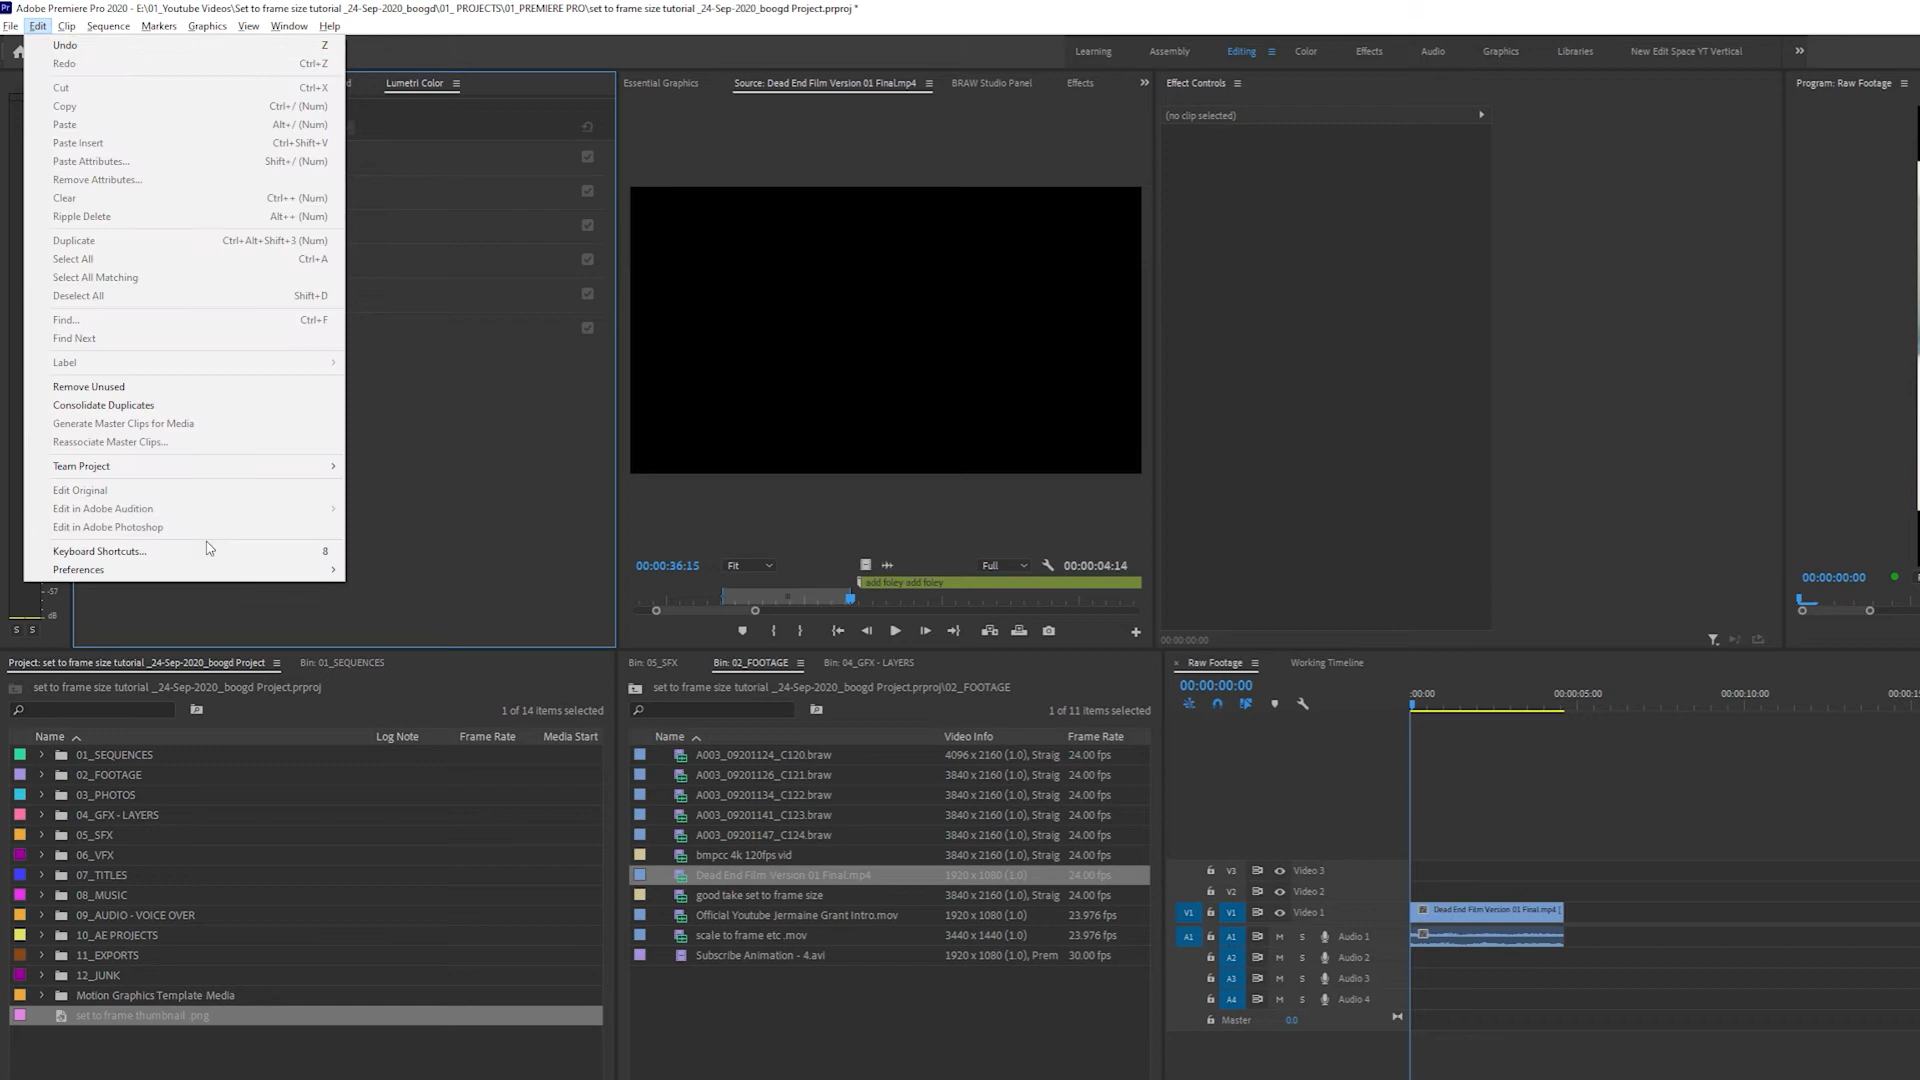 Adobe Premiere Pro 2020 - E:\01_Youtube Videos\Set to frame size tutorial _24-Sep-2020_boogd\01_ PROJECTS\01_PREMIERE PRO\set to frame size tutorial _24-Sep-2020_boogd Project.prproj *
File Edit Clip Sequence Markers Graphics View Window Help
Learning Assembly Editing Color Effects Audio Graphics Libraries New Edit Space YT Vertical
Undo Z
Redo Ctrl+Z
Cut Ctrl+X
Copy Ctrl+/ (Num)
Paste Alt+/ (Num)
Paste Insert Ctrl+Shift+V
Paste Attributes... Shift+/ (Num)
Remove Attributes...
Clear Ctrl++ (Num)
Ripple Delete Alt++ (Num)
Duplicate Ctrl+Alt+Shift+3 (Num)
Select All Ctrl+A
Select All Matching
Deselect All Shift+D
Find... Ctrl+F
Find Next
Label
Remove Unused
Consolidate Duplicates
Generate Master Clips for Media
Reassociate Master Clips...
Team Project
Edit Original
Edit in Adobe Audition
Edit in Adobe Photoshop
Keyboard Shortcuts... 8
Preferences
-57
dB
S S
Lumetri Color
Essential Graphics Source: Dead End Film Version 01 Final.mp4 BRAW Studio Panel Effects
00:00:36:15 Fit Full 00:00:04:14
add foley add foley
Effect Controls
(no clip selected)
00:00:00:00
Program: Raw Footage
00:00:00:00
Project: set to frame size tutorial _24-Sep-2020_boogd Project Bin: 01_SEQUENCES
set to frame size tutorial _24-Sep-2020_boogd Project.prproj
1 of 14 items selected
Name Log Note Frame Rate Media Start
01_SEQUENCES
02_FOOTAGE
03_PHOTOS
04_GFX - LAYERS
05_SFX
06_VFX
07_TITLES
08_MUSIC
09_AUDIO - VOICE OVER
10_AE PROJECTS
11_EXPORTS
12_JUNK
Motion Graphics Template Media
set to frame thumbnail .png
Bin: 05_SFX Bin: 02_FOOTAGE Bin: 04_GFX - LAYERS
set to frame size tutorial _24-Sep-2020_boogd Project.prproj\02_FOOTAGE
1 of 11 items selected
Name Video Info Frame Rate
A003_09201124_C120.braw 4096 x 2160 (1.0), Straig 24.00 fps
A003_09201126_C121.braw 3840 x 2160 (1.0), Straig 24.00 fps
A003_09201134_C122.braw 3840 x 2160 (1.0), Straig 24.00 fps
A003_09201141_C123.braw 3840 x 2160 (1.0), Straig 24.00 fps
A003_09201147_C124.braw 3840 x 2160 (1.0), Straig 24.00 fps
bmpcc 4k 120fps vid 3840 x 2160 (1.0), Straig 24.00 fps
Dead End Film Version 01 Final.mp4 1920 x 1080 (1.0) 24.00 fps
good take set to frame size 3840 x 2160 (1.0), Straig 24.00 fps
Official Youtube Jermaine Grant Intro.mov 1920 x 1080 (1.0) 23.976 fps
scale to frame etc .mov 3440 x 1440 (1.0) 23.976 fps
Subscribe Animation - 4.avi 1920 x 1080 (1.0), Prem 30.00 fps
Raw Footage Working Timeline
00:00:00:00
:00:00 00:00:05:00 00:00:10:00 00:00:15
V3 Video 3
V2 Video 2
V1 V1 Video 1
Dead End Film Version 01 Final.mp4 [
A1 A1 M S Audio 1
A2 M S Audio 2
A3 M S Audio 3
A4 M S Audio 4
Master 0.0